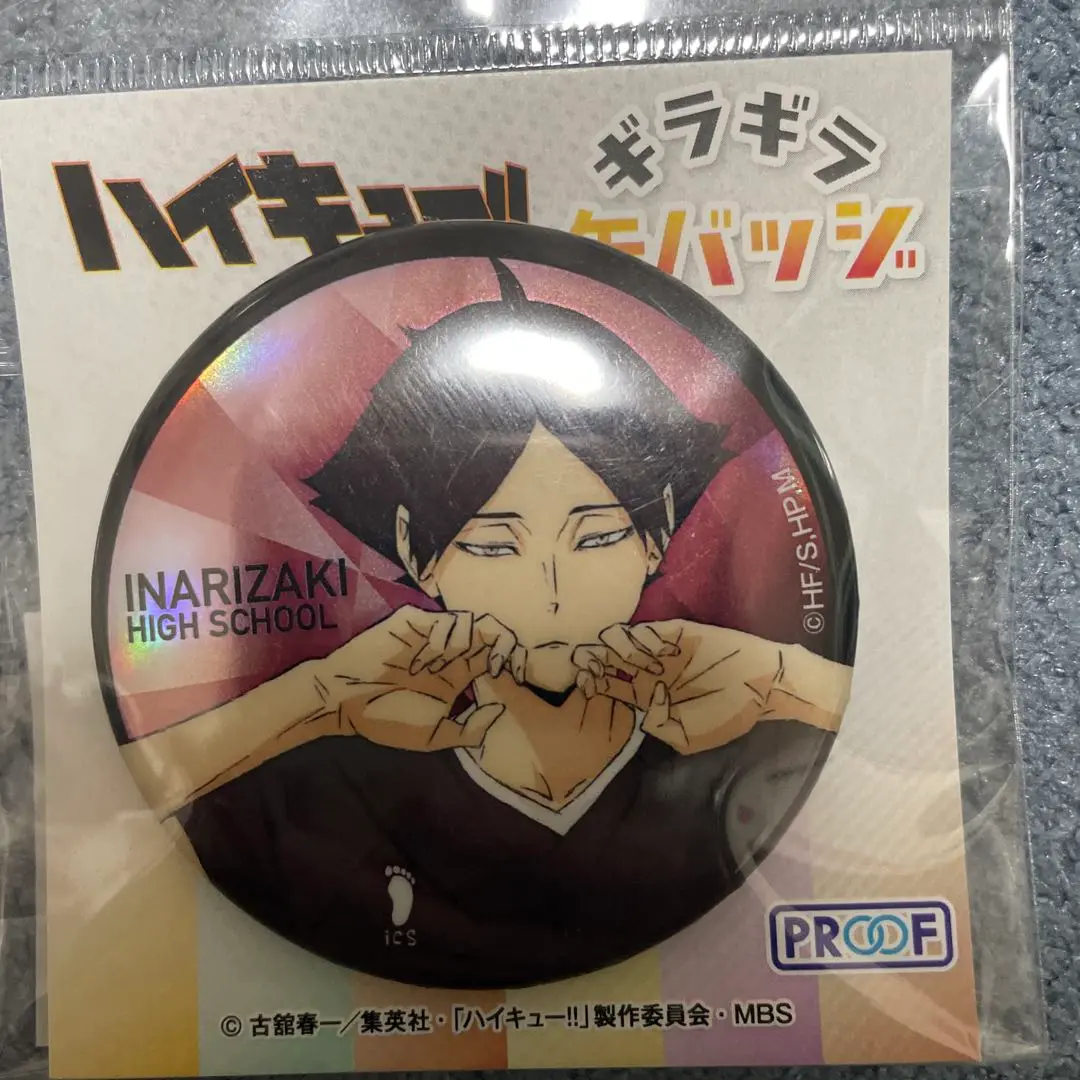 ハイキュー!!
ギラギラ
缶バッジ
INARIZAKI
HIGH SCHOOL
©HF/S,HP,M
ics
PROOF
© 古舘春一/集英社・「ハイキュー!!」製作委員会・MBS